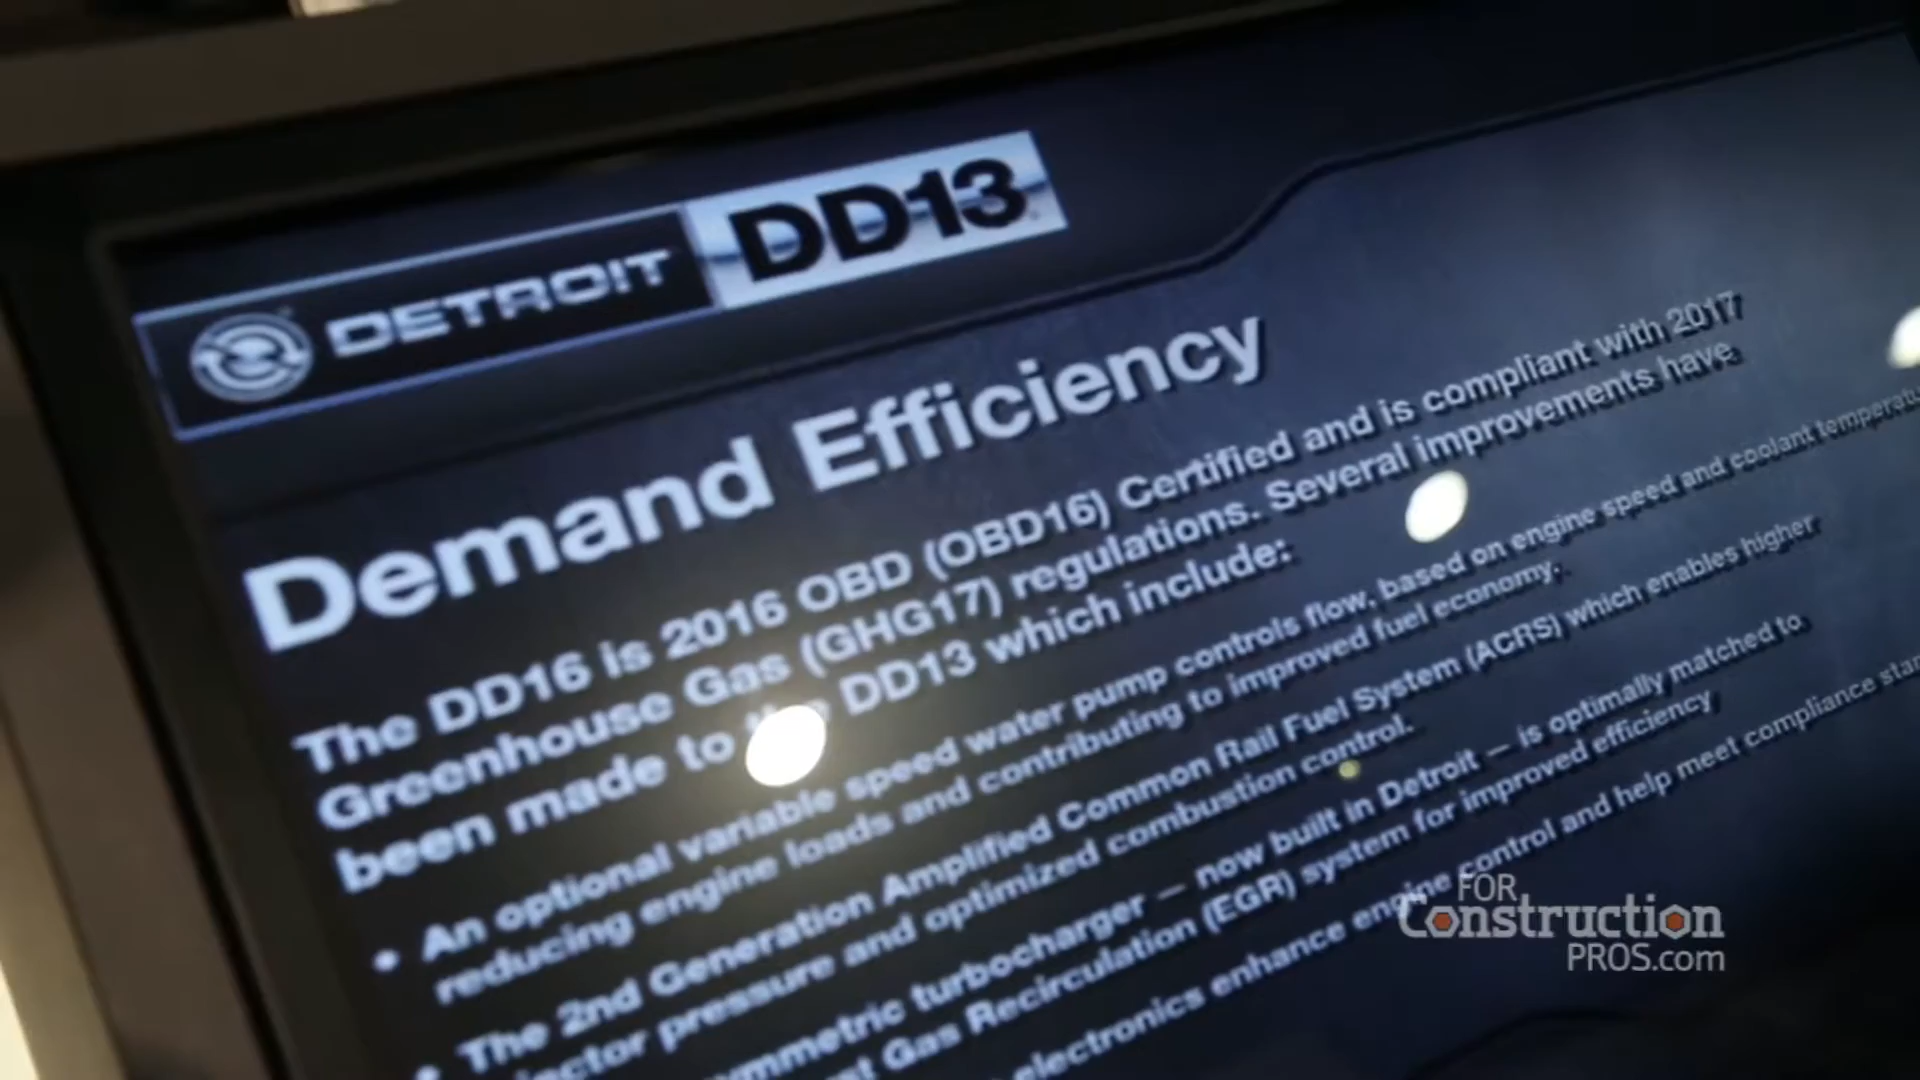 DETROIT DD13
Demand Efficiency
The DD16 is 2016 OBD (OBD16) Certified and is compliant with 2017
Greenhouse Gas (GHG17) regulations. Several improvements have
been made to the DD13 which include:
• An optional variable speed water pump controls flow, based on engine speed and coolant
reducing engine loads and contributing to improved fuel economy.
• The 2nd Generation Amplified Common Rail Fuel System (ACRS) which enables higher
pressure and optimized combustion control.
turbocharger — now built in Detroit — is optimally matched to
Gas Recirculation (EGR) system for improved efficiency
electronics enhance engine control and help meet compliance
FOR
Construction
PROS.com